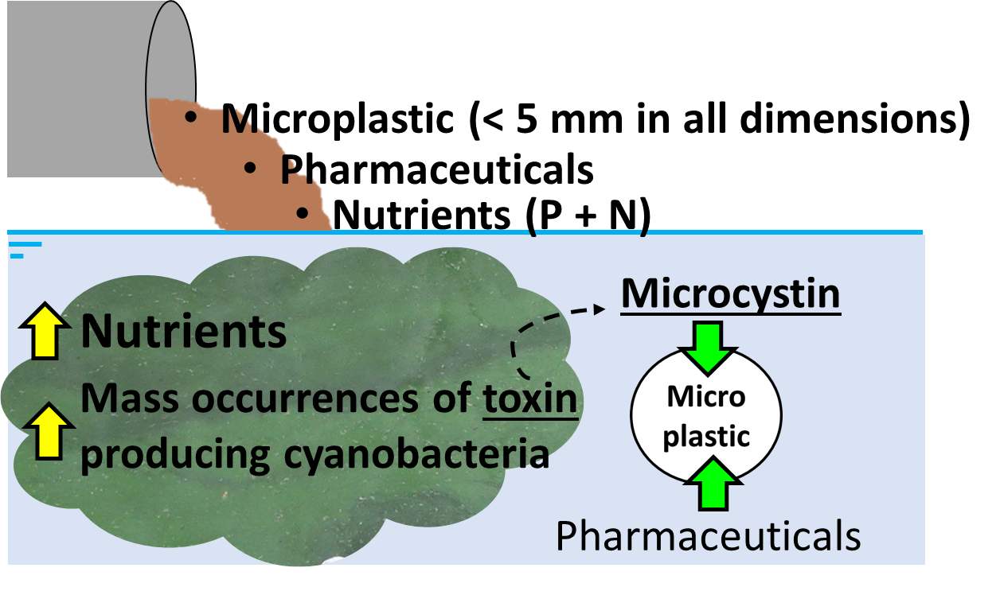 • Microplastic (< 5 mm in all dimensions)
• Pharmaceuticals
• Nutrients (P + N)
Nutrients
Mass occurrences of toxin
producing cyanobacteria
Microcystin
Micro
plastic
Pharmaceuticals